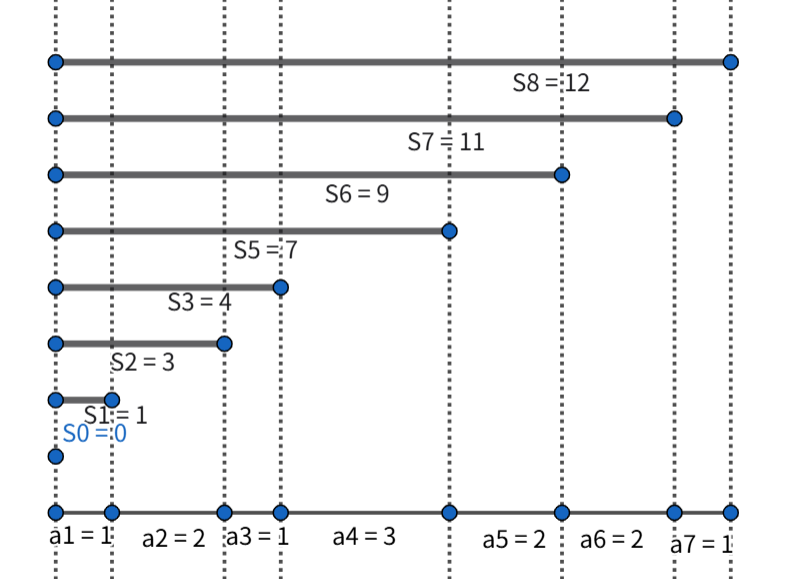 S8 = 12
S7 = 11
S6 = 9
S5 = 7
S3 = 4
S2 = 3
S1 = 1
S0 = 0
a1 = 1 a2 = 2 a3 = 1 a4 = 3 a5 = 2 a6 = 2 a7 = 1